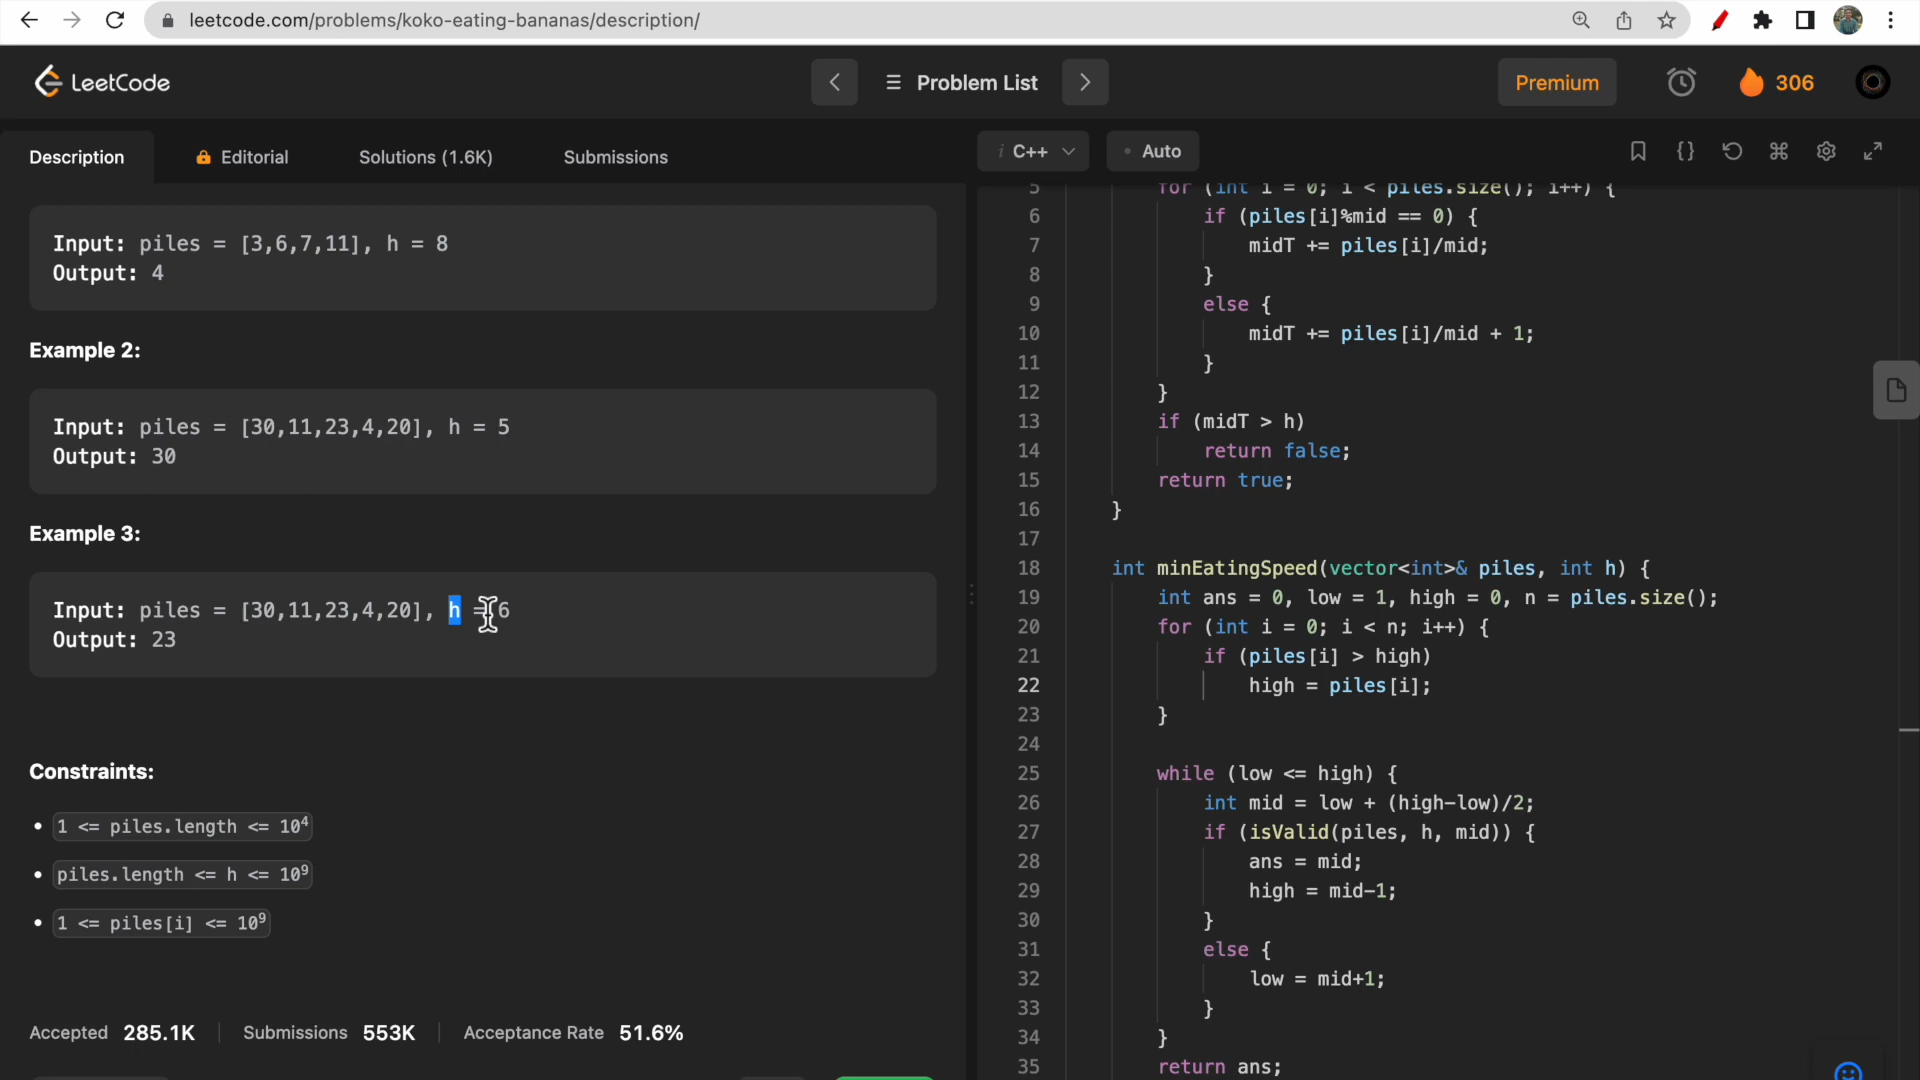 leetcode.com/problems/koko-eating-bananas/description/
LeetCode
Problem List
Premium
306
Description
Editorial
Solutions (1.6K)
Submissions
Input: piles = [3,6,7,11], h = 8
Output: 4
Example 2:
Input: piles = [30,11,23,4,20], h = 5
Output: 30
Example 3:
Input: piles = [30,11,23,4,20], h = 6
Output: 23
Constraints:
• 1 <= piles.length <= 10⁴
• piles.length <= h <= 10⁹
• 1 <= piles[i] <= 10⁹
Accepted 285.1K
Submissions 553K
Acceptance Rate 51.6%
i C++
• Auto
5 for (int i = 0; i < piles.size(); i++) {
6 if (piles[i]%mid == 0) {
7 midT += piles[i]/mid;
8 }
9 else {
10 midT += piles[i]/mid + 1;
11 }
12 }
13 if (midT > h)
14 return false;
15 return true;
16 }
17
18 int minEatingSpeed(vector<int>& piles, int h) {
19 int ans = 0, low = 1, high = 0, n = piles.size();
20 for (int i = 0; i < n; i++) {
21 if (piles[i] > high)
22 high = piles[i];
23 }
24
25 while (low <= high) {
26 int mid = low + (high-low)/2;
27 if (isValid(piles, h, mid)) {
28 ans = mid;
29 high = mid-1;
30 }
31 else {
32 low = mid+1;
33 }
34 }
35 return ans;